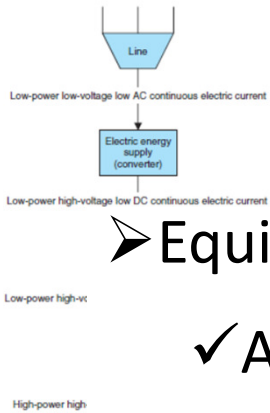 Line
Low-power low-voltage low AC continuous electric current
Electric energy
supply
(converter)
Low-power high-voltage low DC continuous electric current
➢Equi
Low-power high-vo
✓A
High-power high